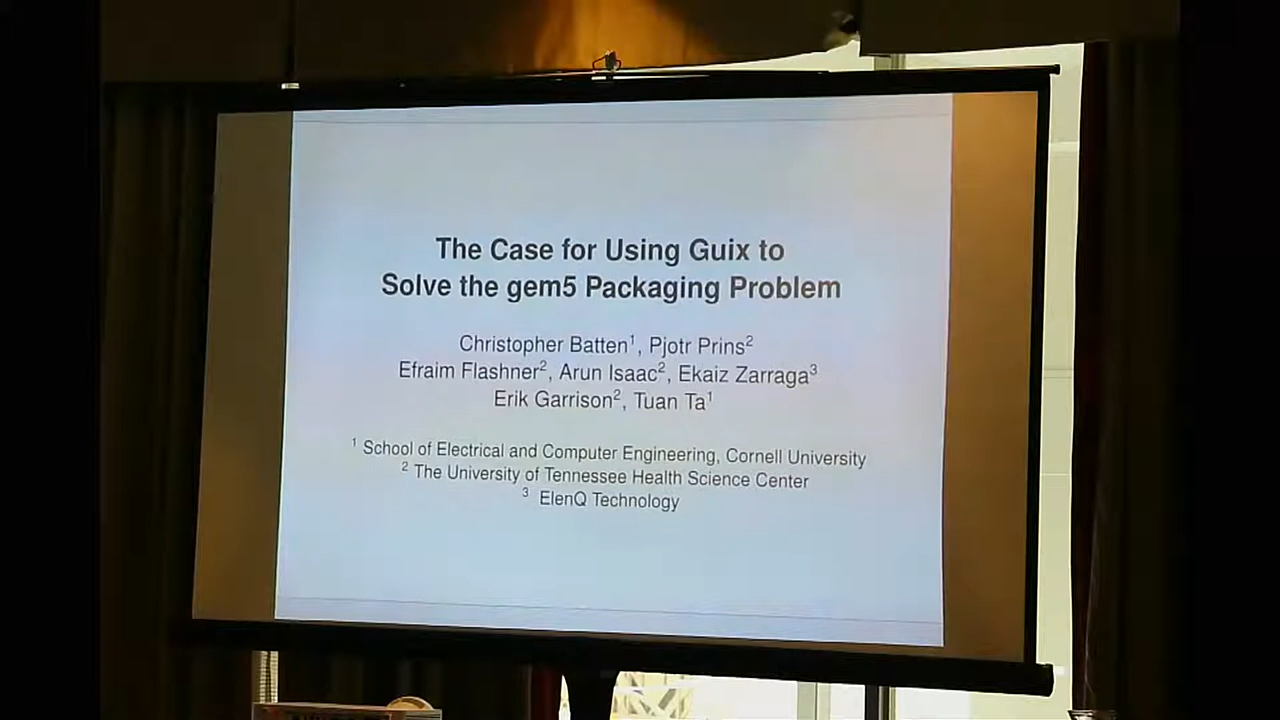 The Case for Using Guix to
Solve the gem5 Packaging Problem
Christopher Batten¹, Pjotr Prins²
Efraim Flashner², Arun Isaac², Ekaiz Zarraga³
Erik Garrison², Tuan Ta¹
¹ School of Electrical and Computer Engineering, Cornell University
² The University of Tennessee Health Science Center
³ ElenQ Technology